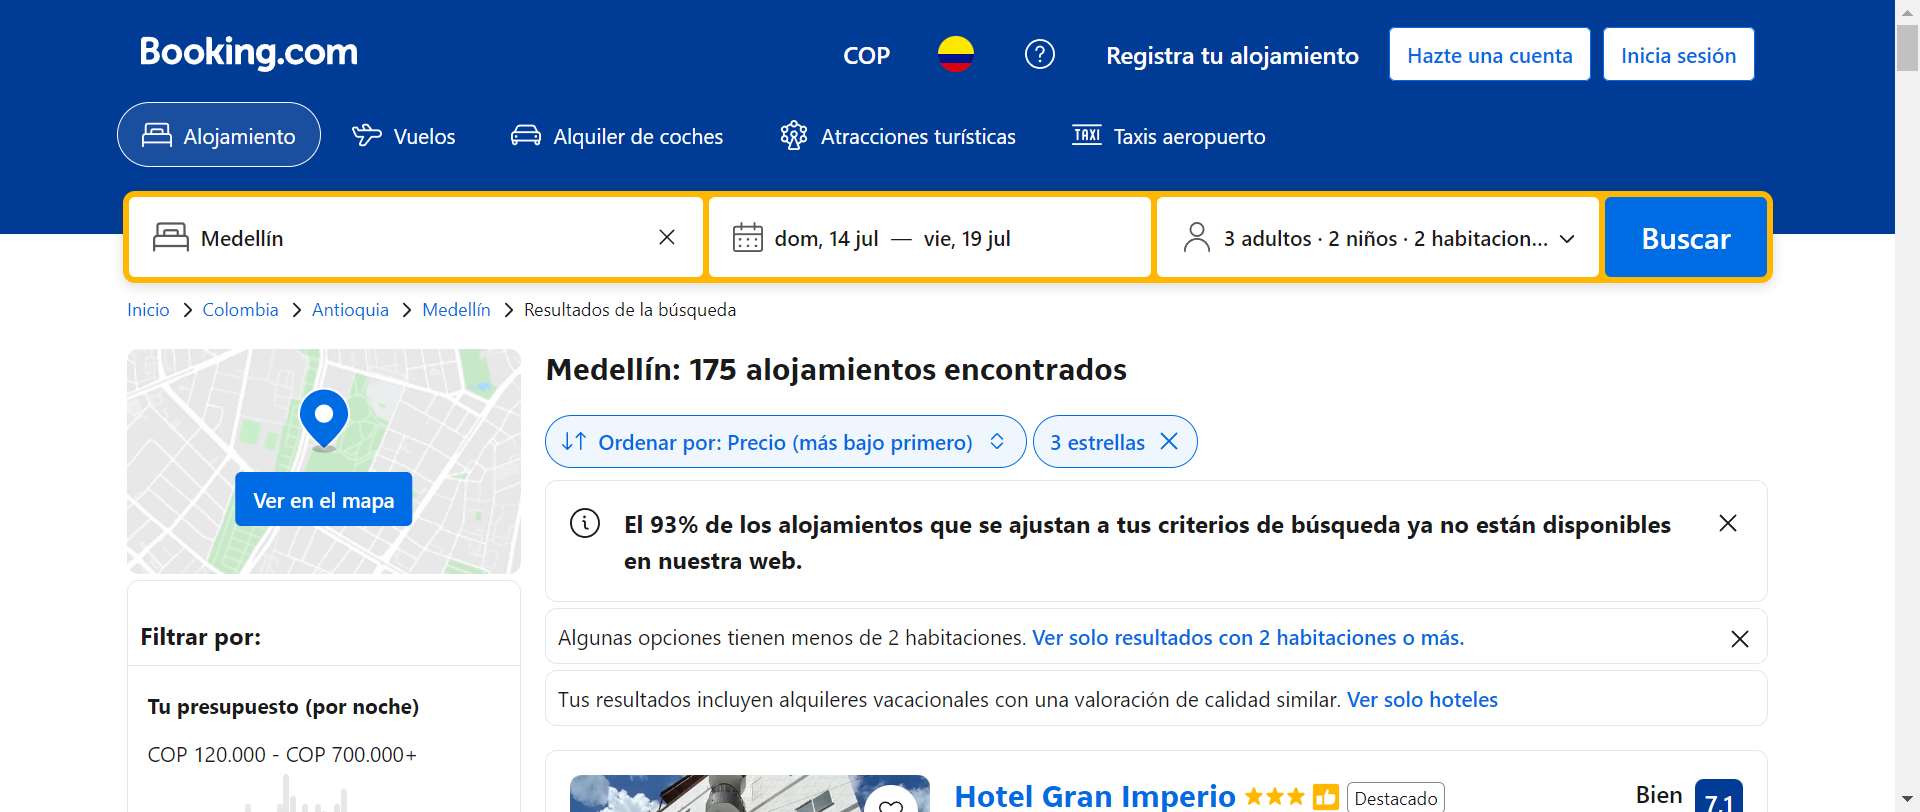 Booking.com
COP
Registra tu alojamiento
Hazte una cuenta
Inicia sesión
Alojamiento
Vuelos
Alquiler de coches
Atracciones turísticas
TAXI
Taxis aeropuerto
Medellín
dom, 14 jul — vie, 19 jul
3 adultos · 2 niños · 2 habitacion...
Buscar
Inicio
Colombia
Antioquia
Medellín
Resultados de la búsqueda
Ver en el mapa
Filtrar por:
Tu presupuesto (por noche)
COP 120.000 - COP 700.000+
Medellín: 175 alojamientos encontrados
Ordenar por: Precio (más bajo primero)
3 estrellas
El 93% de los alojamientos que se ajustan a tus criterios de búsqueda ya no están disponibles
en nuestra web.
Algunas opciones tienen menos de 2 habitaciones. Ver solo resultados con 2 habitaciones o más.
Tus resultados incluyen alquileres vacacionales con una valoración de calidad similar. Ver solo hoteles
Hotel Gran Imperio
Destacado
Bien
7,1